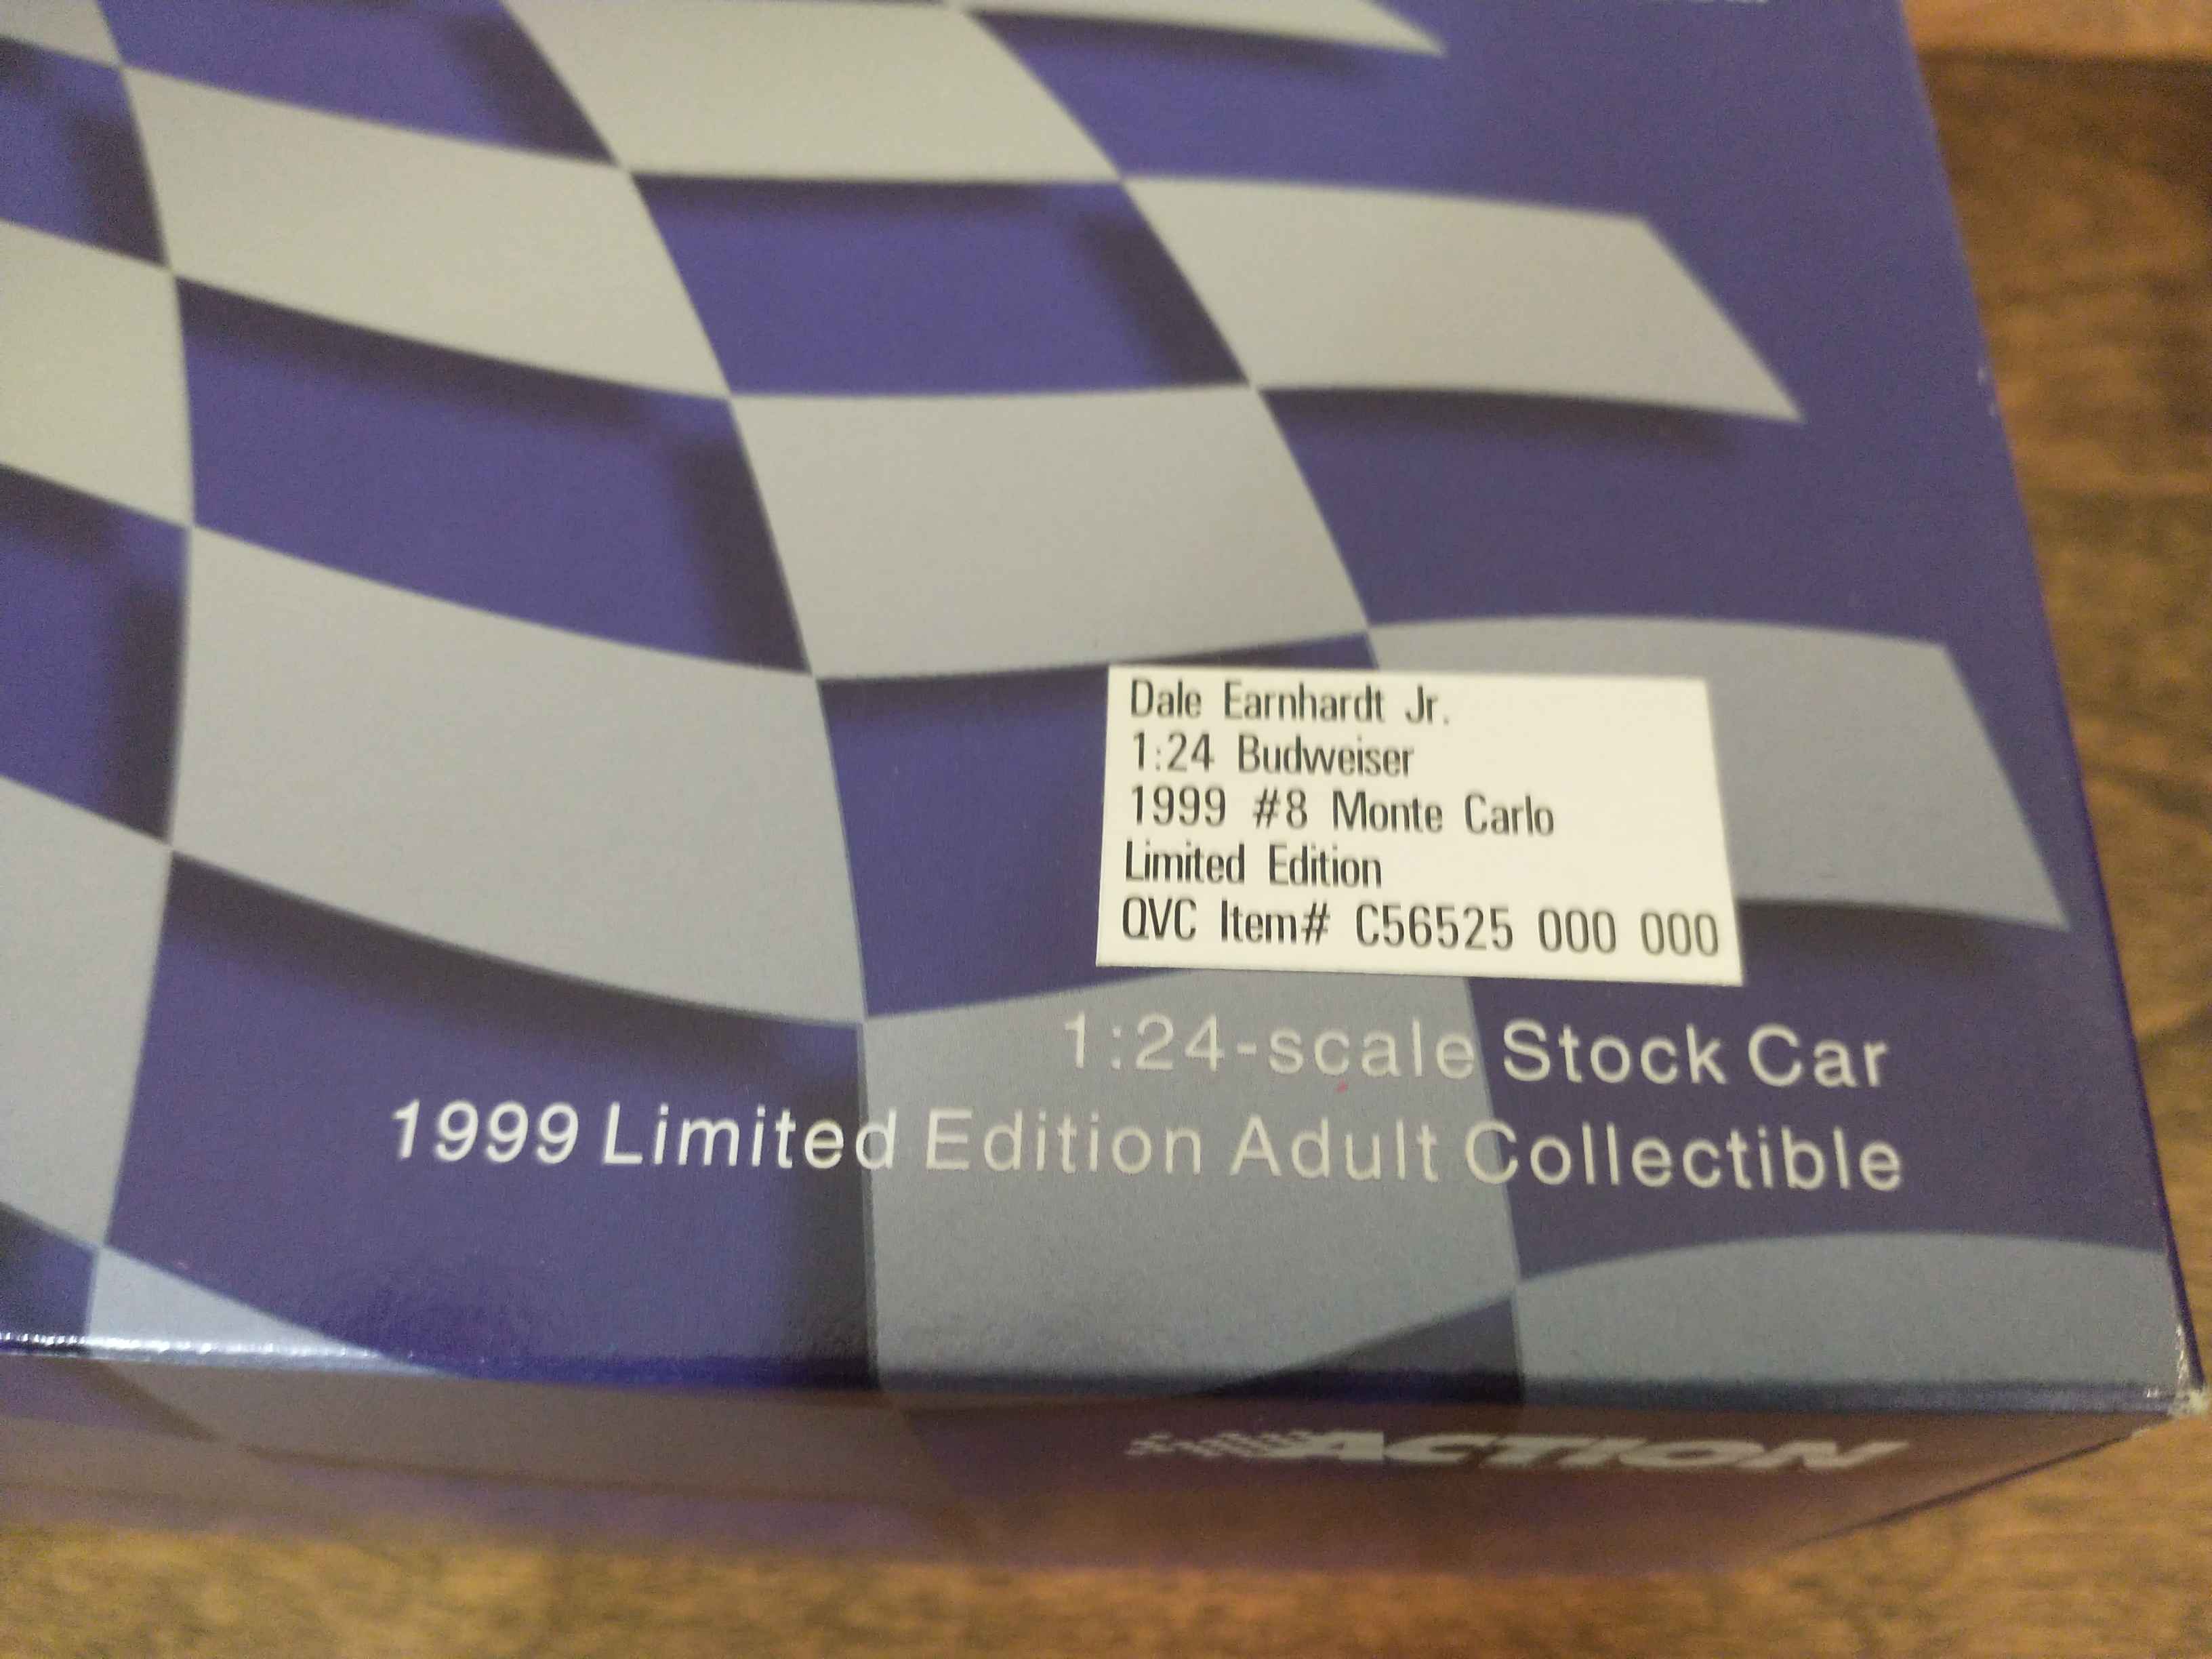 Dale Earnhardt Jr.
1:24 Budweiser
1999 #8 Monte Carlo
Limited Edition
QVC Item# C56525 000 000
1:24-scale Stock Car
1999 Limited Edition Adult Collectible
ACTION